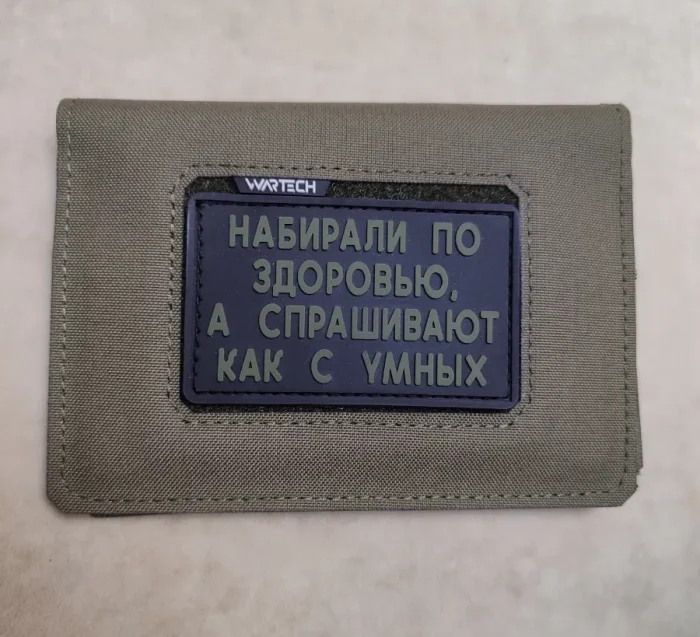 WARTECH
НАБИРАЛИ ПО
ЗДОРОВЬЮ,
А СПРАШИВАЮТ
КАК С УМНЫХ